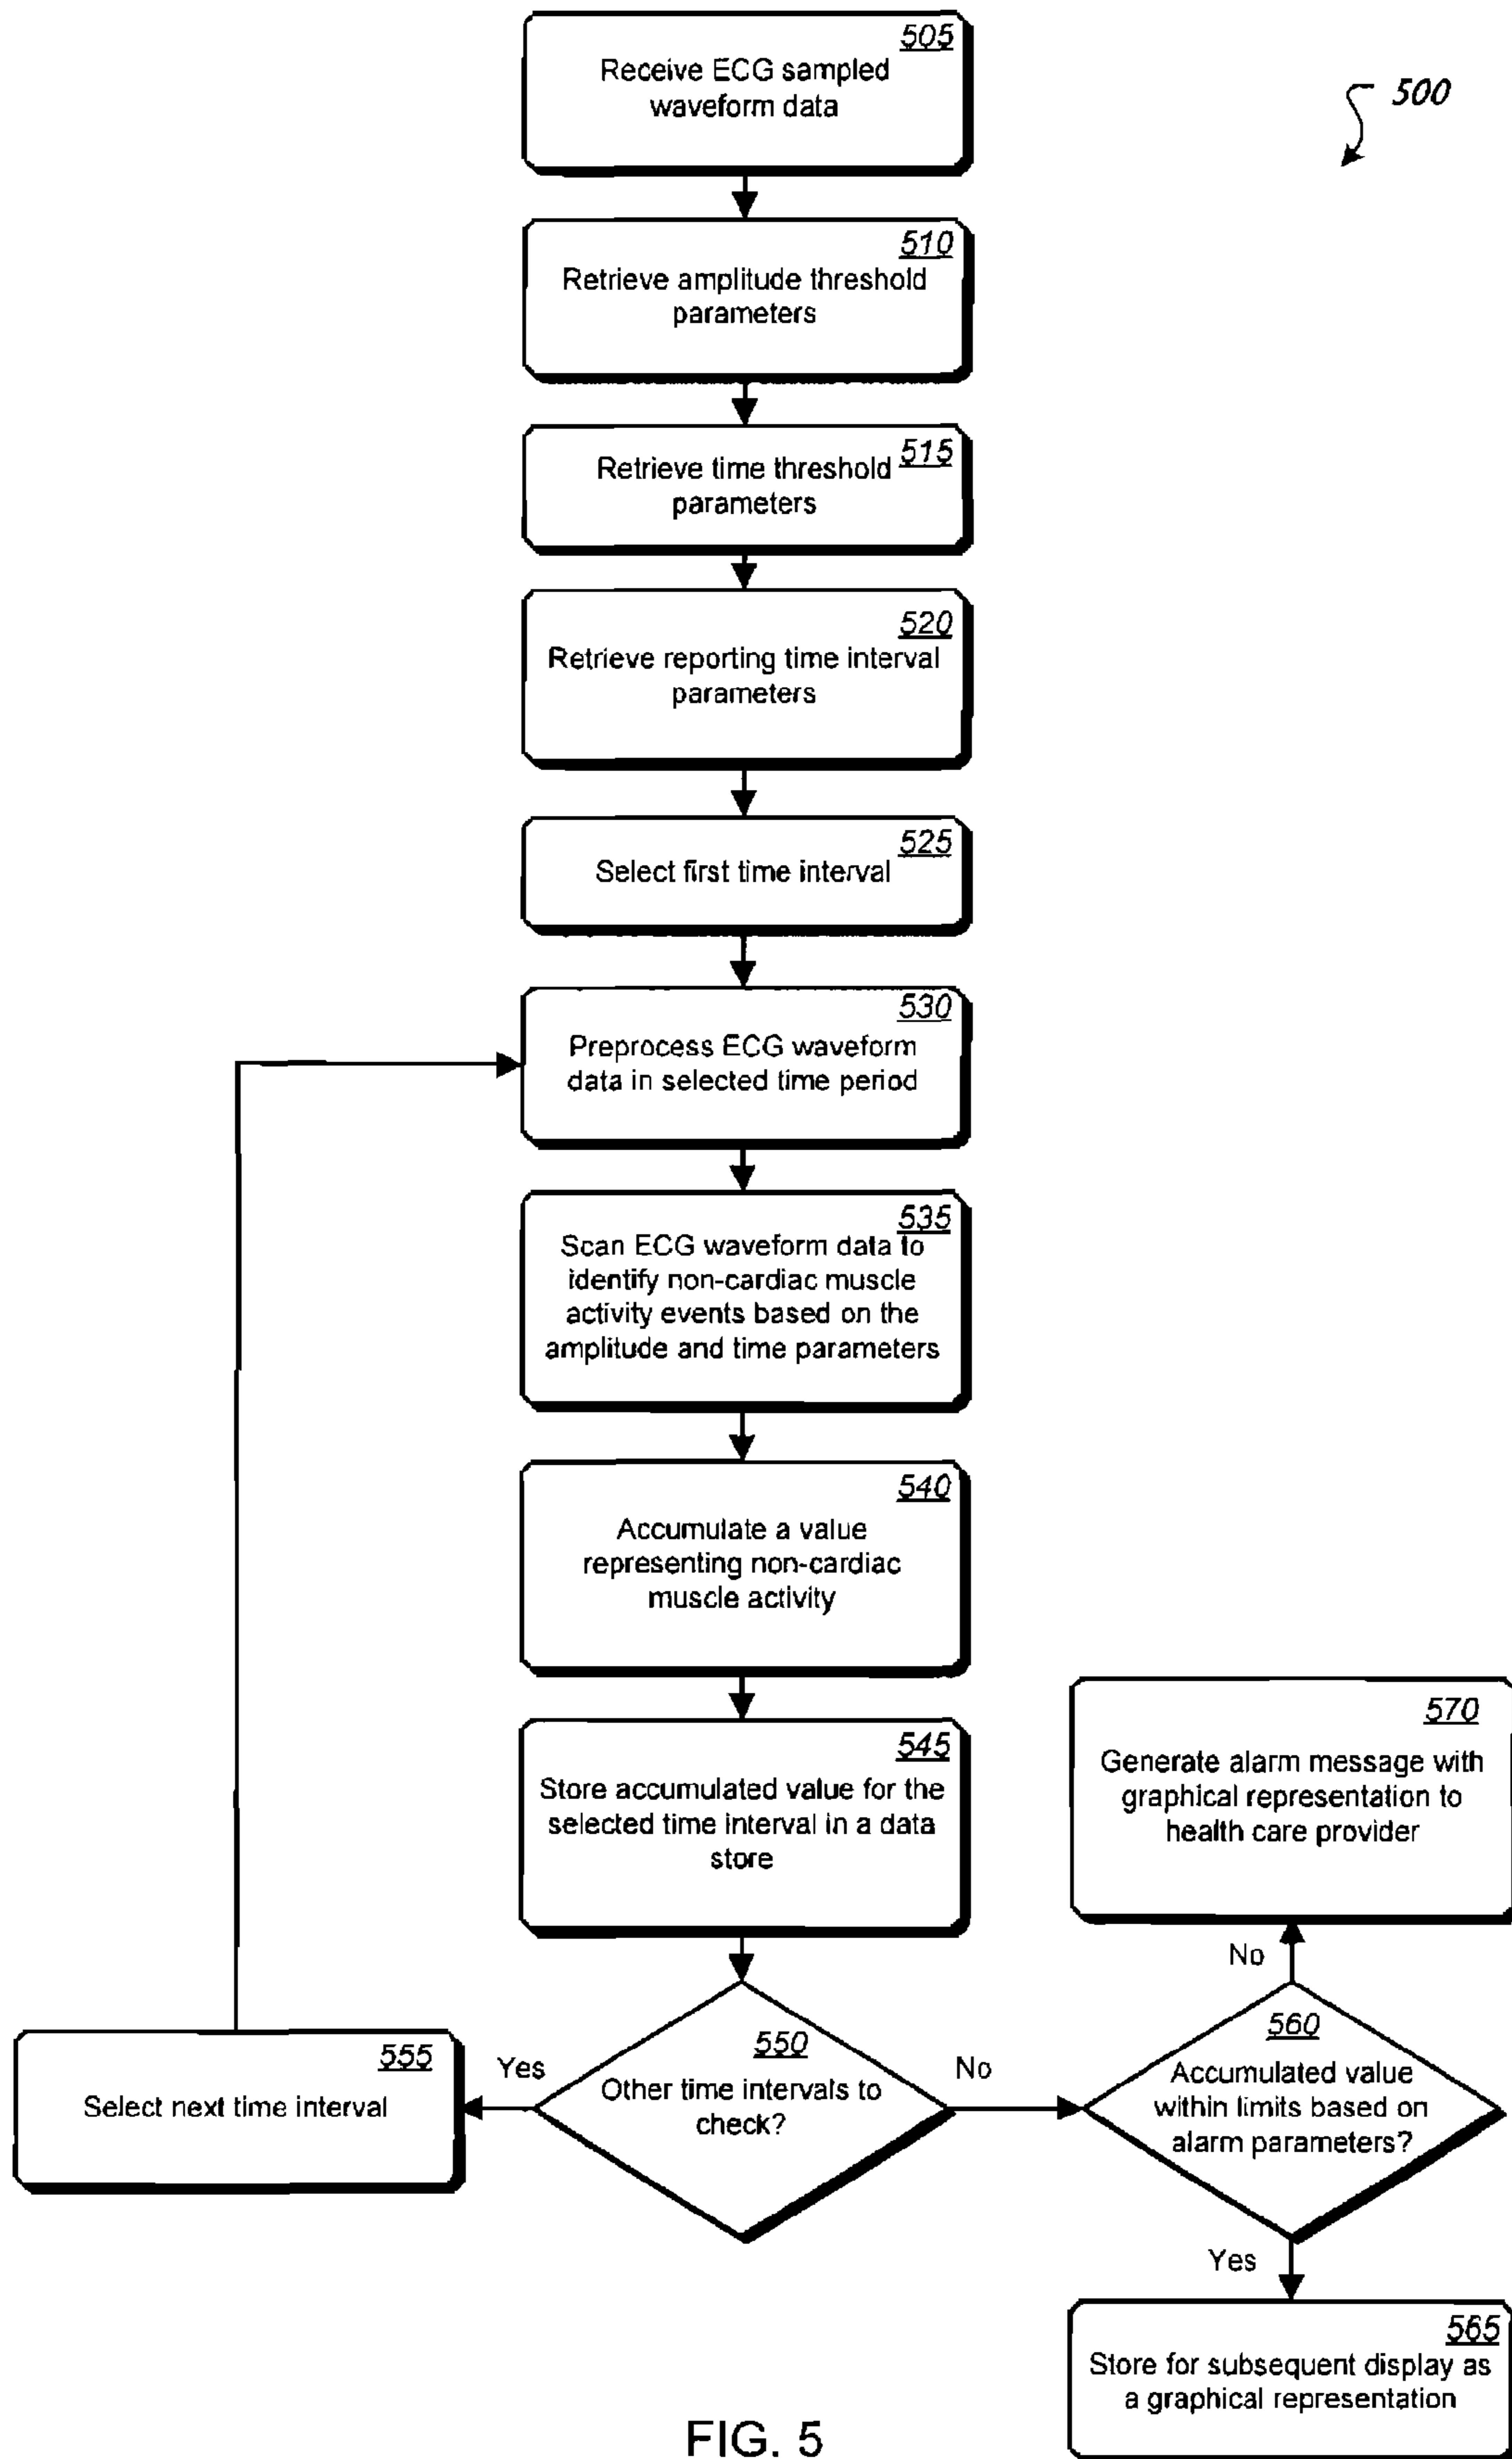 505
Receive ECG sampled
waveform data
500
510
Retrieve amplitude threshold
parameters
515
Retrieve time threshold
parameters
520
Retrieve reporting time interval
parameters
525
Select first time interval
530
Preprocess ECG waveform
data in selected time period
535
Scan ECG waveform data to
identify non-cardiac muscle
activity events based on the
amplitude and time parameters
540
Accumulate a value
representing non-cardiac
muscle activity
545
Store accumulated value for the
selected time interval in a data
store
550
Other time intervals to
check?
Yes
555
Select next time interval
No
560
Accumulated value
within limits based on
alarm parameters?
No
570
Generate alarm message with
graphical representation to
health care provider
Yes
565
Store for subsequent display as
a graphical representation
FIG. 5